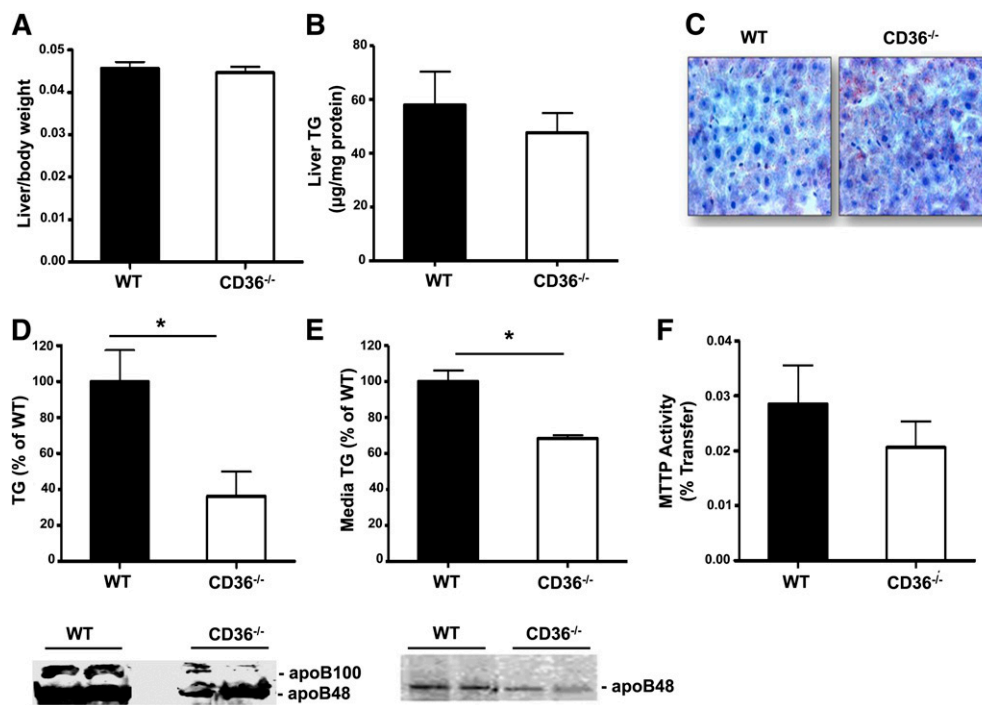 A
Liver/body weight
0.05
0.04
0.03
0.02
0.01
0.00
WT
CD36-/-
B
Liver TG
(µg/mg protein)
80
60
40
20
0
WT
CD36-/-
C
WT
CD36-/-
D
*
TG (% of WT)
120
100
80
60
40
20
0
WT
CD36-/-
WT
CD36-/-
- apoB100
- apoB48
E
*
Media TG (% of WT)
120
100
80
60
40
20
0
WT
CD36-/-
WT
CD36-/-
- apoB48
F
MTTP Activity
(% Transfer)
0.04
0.03
0.02
0.01
0.00
WT
CD36-/-